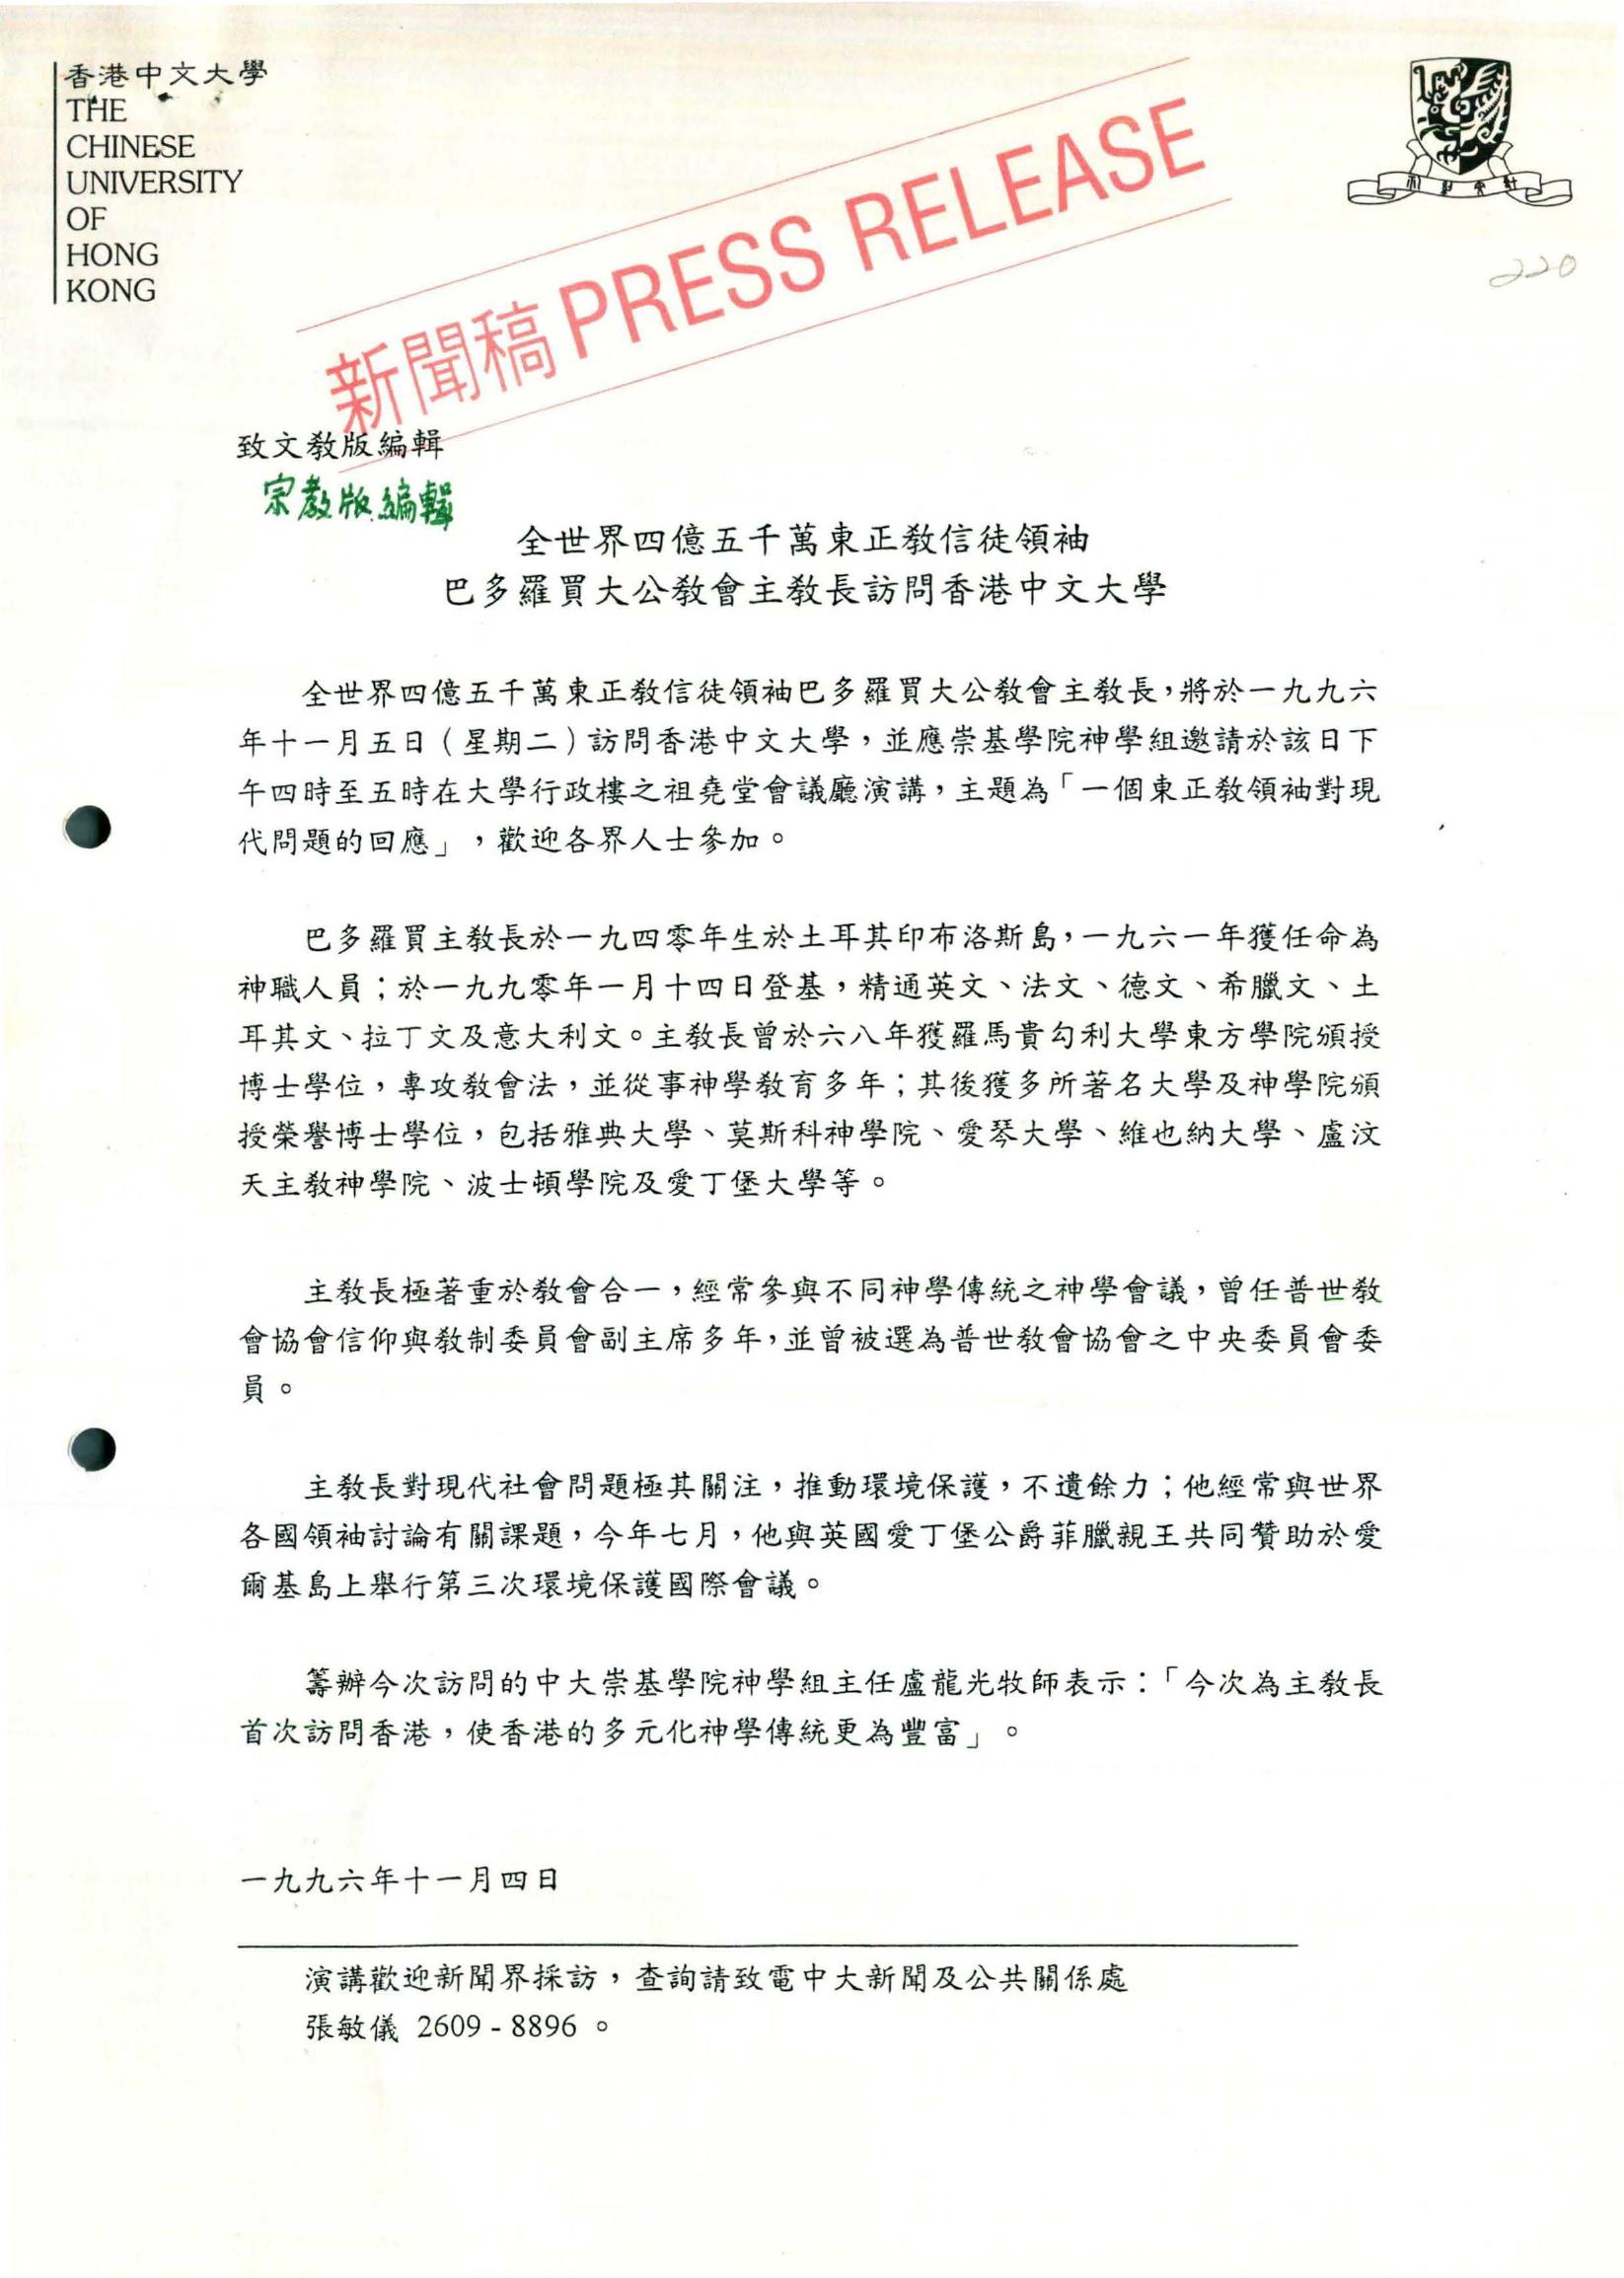 香港中文大學
THE
CHINESE
UNIVERSITY
OF
HONG
KONG
新聞稿 PRESS RELEASE
220
致文教版編輯
宗教版編輯
全世界四億五千萬東正教信徒領袖
巴多羅買大公教會主教長訪問香港中文大學
全世界四億五千萬東正教信徒領袖巴多羅買大公教會主教長，將於一九九六
年十一月五日（星期二）訪問香港中文大學，並應崇基學院神學組邀請於該日下
午四時至五時在大學行政樓之祖堯堂會議廳演講，主題為「一個東正教領袖對現
代問題的回應」，歡迎各界人士參加。
巴多羅買主教長於一九四零年生於土耳其印布洛斯島，一九六一年獲任命為
神職人員；於一九九零年一月十四日登基，精通英文、法文、德文、希臘文、土
耳其文、拉丁文及意大利文。主教長曾於六八年獲羅馬貴勾利大學東方學院頒授
博士學位，專攻教會法，並從事神學教育多年；其後獲多所著名大學及神學院頒
授榮譽博士學位，包括雅典大學、莫斯科神學院、愛琴大學、維也納大學、盧汶
天主教神學院、波士頓學院及愛丁堡大學等。
主教長極著重於教會合一，經常參與不同神學傳統之神學會議，曾任普世教
會協會信仰與教制委員會副主席多年，並曾被選為普世教會協會之中央委員會委
員。
主教長對現代社會問題極其關注，推動環境保護，不遺餘力；他經常與世界
各國領袖討論有關課題，今年七月，他與英國愛丁堡公爵菲臘親王共同贊助於愛
爾基島上舉行第三次環境保護國際會議。
籌辦今次訪問的中大崇基學院神學組主任盧龍光牧師表示：「今次為主教長
首次訪問香港，使香港的多元化神學傳統更為豐富」。
一九九六年十一月四日
演講歡迎新聞界採訪，查詢請致電中大新聞及公共關係處
張敏儀 2609 - 8896 。